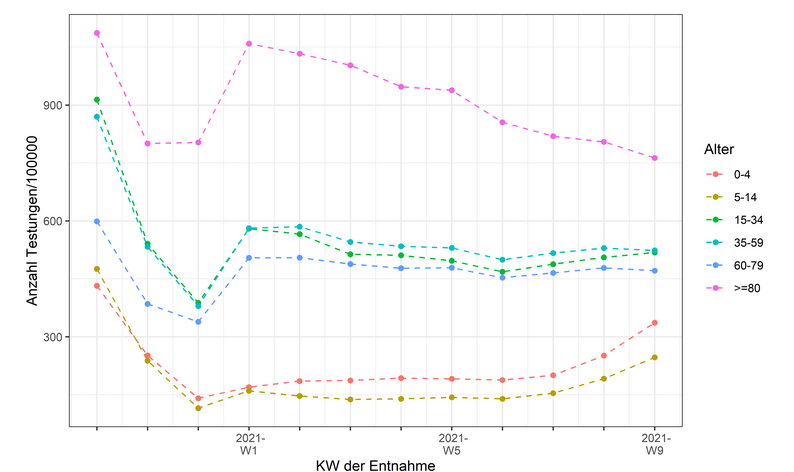 Anzahl Testungen/100000
900
600
300
2021-
W1
2021-
W5
2021-
W9
KW der Entnahme
Alter
0-4
5-14
15-34
35-59
60-79
>=80